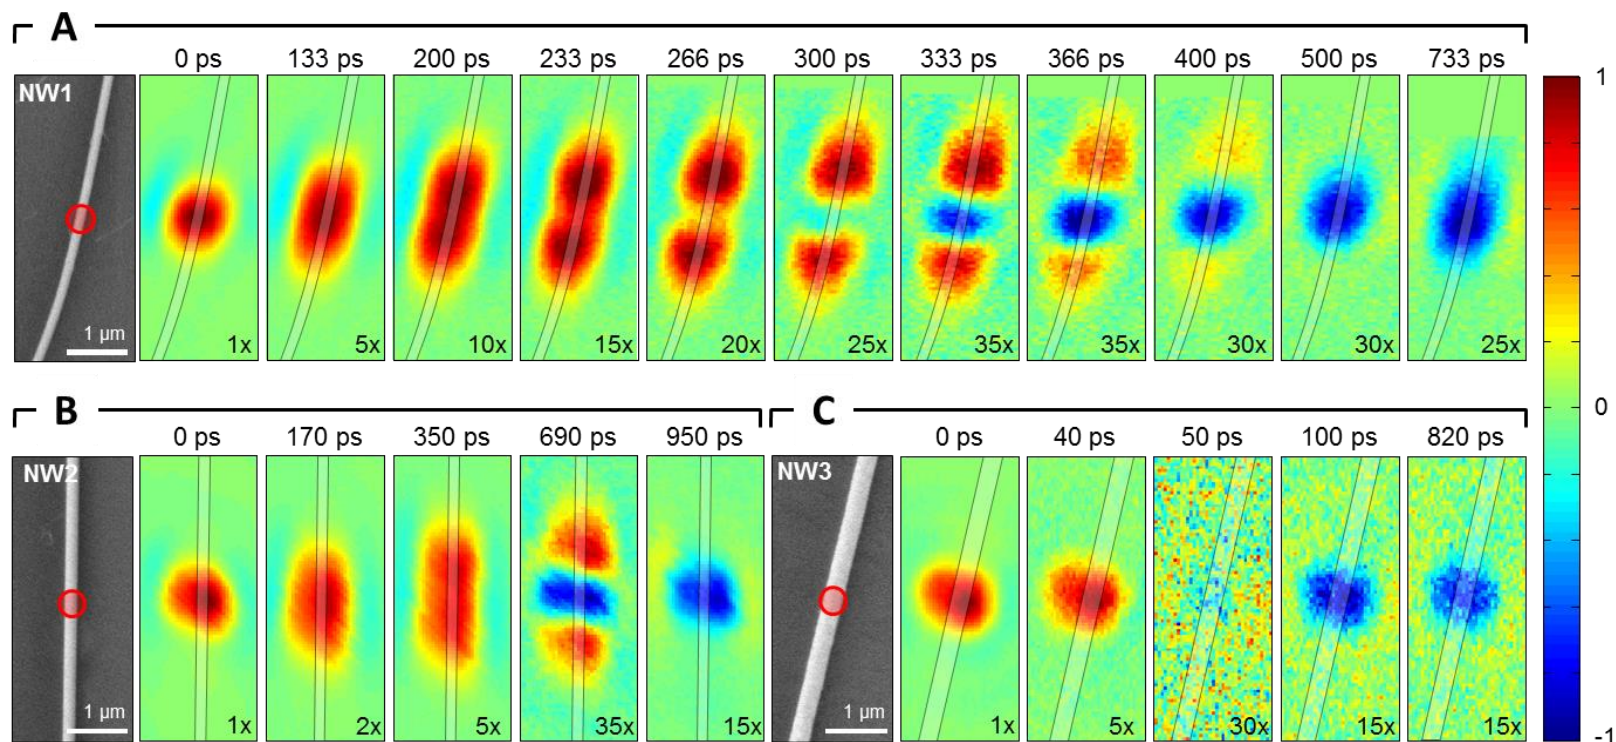 A
0 ps 133 ps 200 ps 233 ps 266 ps 300 ps 333 ps 366 ps 400 ps 500 ps 733 ps
NW1
1 µm 1x 5x 10x 15x 20x 25x 35x 35x 30x 30x 25x
B
0 ps 170 ps 350 ps 690 ps 950 ps
NW2
1 µm 1x 2x 5x 35x 15x
C
0 ps 40 ps 50 ps 100 ps 820 ps
NW3
1 µm 1x 5x 30x 15x 15x
1
0
-1